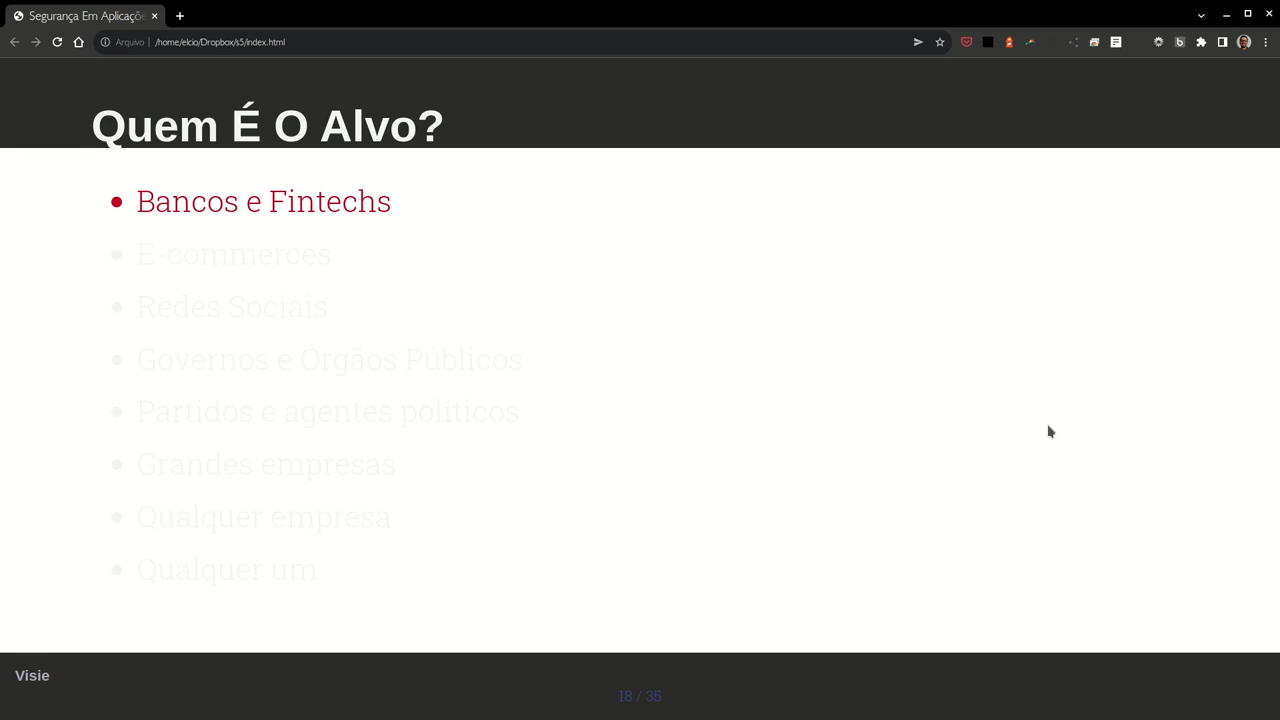 Segurança Em Aplicaçõe
Arquivo
/home/elcio/Dropbox/s5/index.html
Quem É O Alvo?
Bancos e Fintechs
E-commerces
Redes Sociais
Governos e Órgãos Públicos
Partidos e agentes políticos
Grandes empresas
Qualquer empresa
Qualquer um
Visie
18 / 35